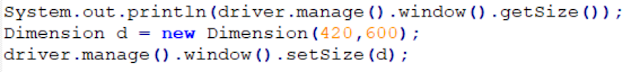 System.out.println(driver.manage().window().getSize());
Dimension d = new Dimension(420,600);
driver.manage().window().setSize(d);